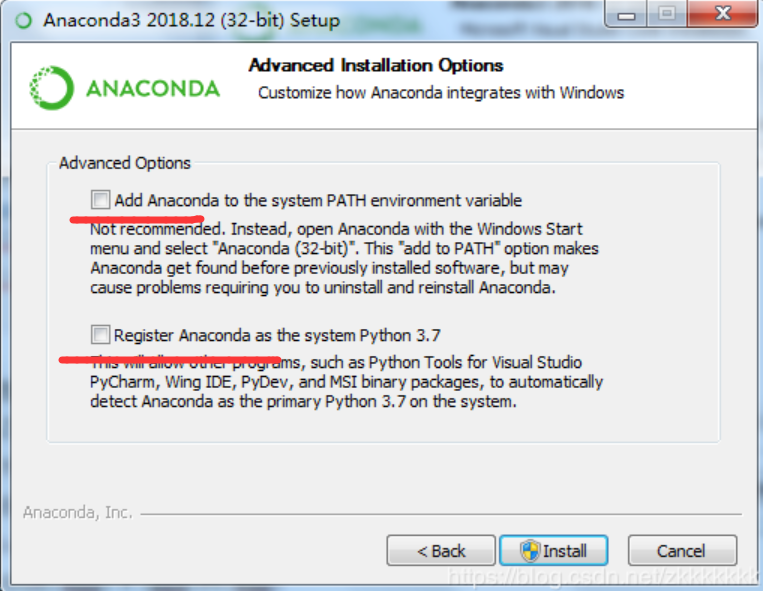 Anaconda3 2018.12 (32-bit) Setup
ANACONDA
Advanced Installation Options
Customize how Anaconda integrates with Windows
Advanced Options
Add Anaconda to the system PATH environment variable
Not recommended. Instead, open Anaconda with the Windows Start
menu and select "Anaconda (32-bit)". This "add to PATH" option makes
Anaconda get found before previously installed software, but may
cause problems requiring you to uninstall and reinstall Anaconda.
Register Anaconda as the system Python 3.7
This will allow other programs, such as Python Tools for Visual Studio
PyCharm, Wing IDE, PyDev, and MSI binary packages, to automatically
detect Anaconda as the primary Python 3.7 on the system.
Anaconda, Inc.
< Back
Install
Cancel